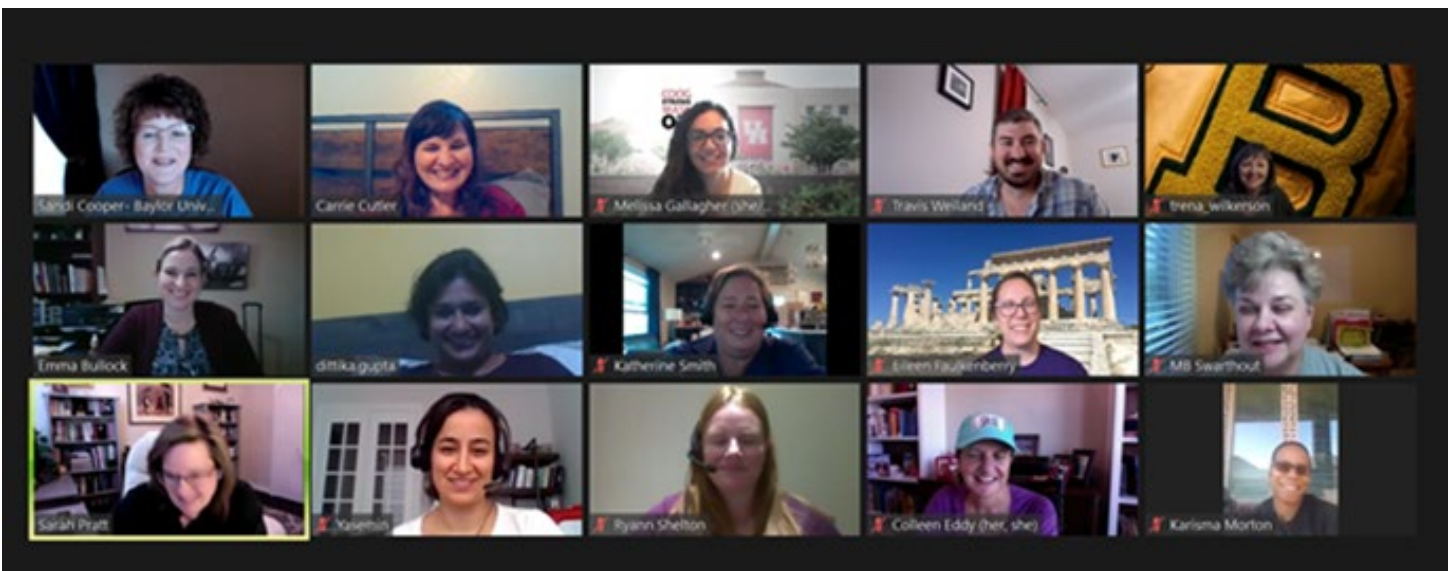 Sandi Cooper- Baylor Univ...
Carrie Cutler
Melissa Gallagher (she/...
Travis Weiland
trena_wilkerson
Emma Bullock
dittika.gupta
Katherine Smith
Eileen Faulkenberry
MB Swarthout
Sarah Pratt
Yasemin
Ryann Shelton
Colleen Eddy (her, she)
Karisma Morton